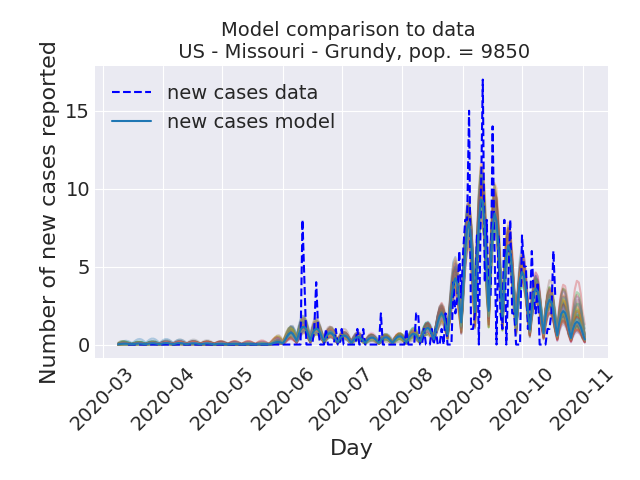 Model comparison to data
US - Missouri - Grundy, pop. = 9850
Number of new cases reported
15
10
5
0
new cases data
new cases model
2020-03
2020-04
2020-05
2020-06
2020-07
2020-08
2020-09
2020-10
2020-11
Day